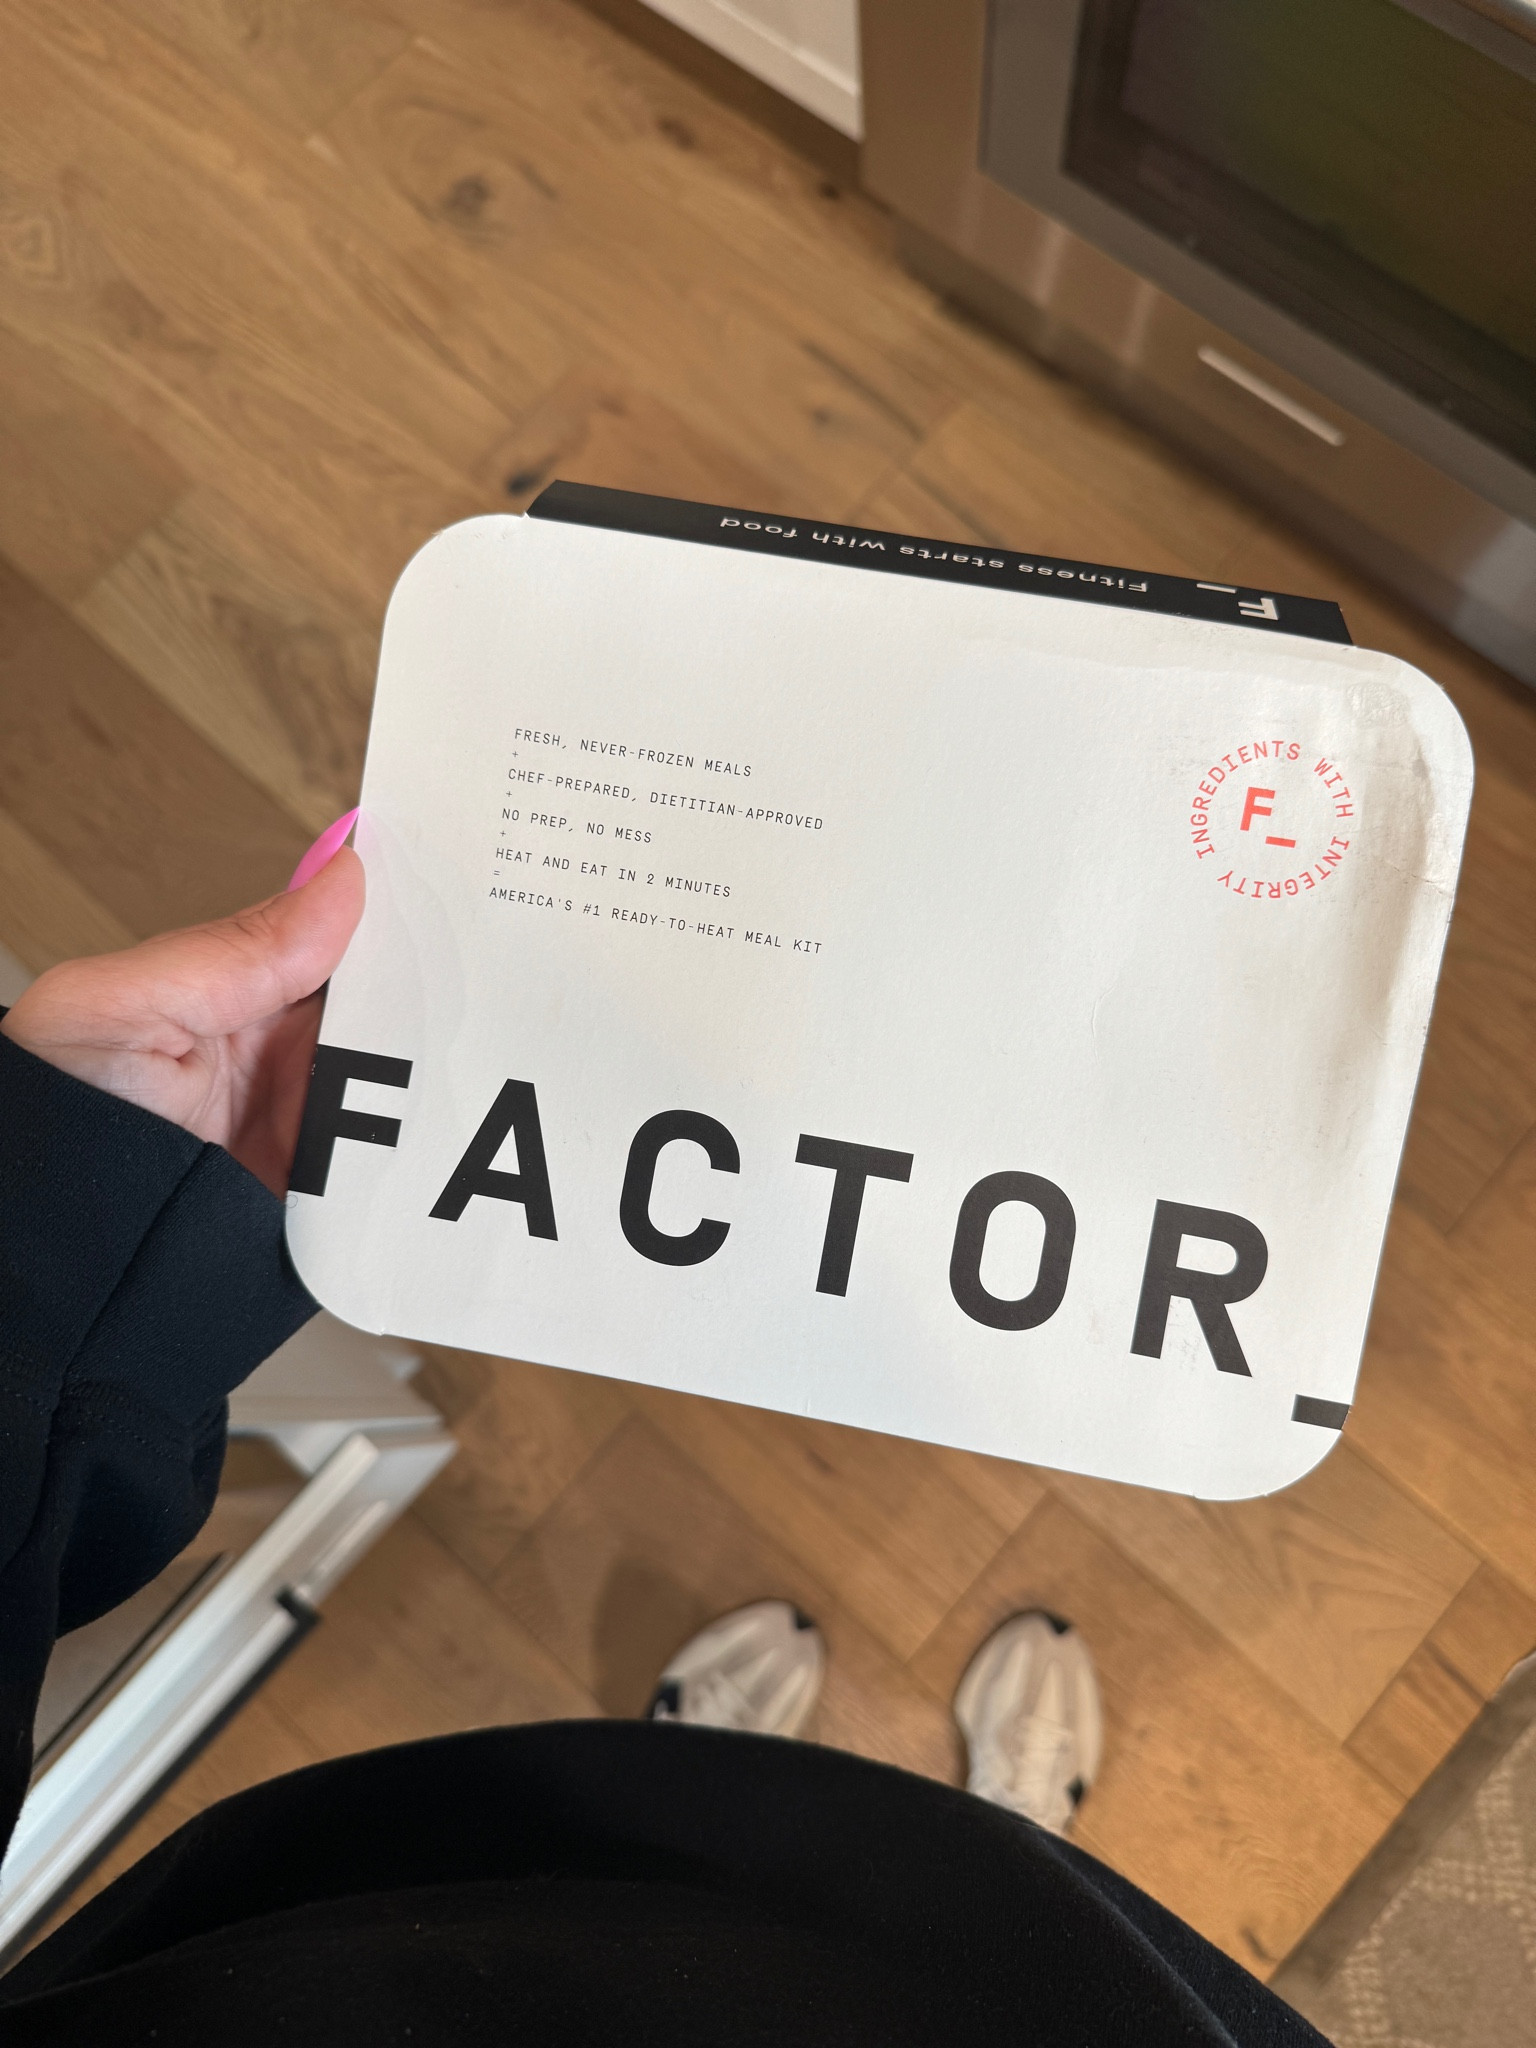 Fitness starts with food
F_
FRESH, NEVER-FROZEN MEALS
+
CHEF-PREPARED, DIETITIAN-APPROVED
+
NO PREP, NO MESS
+
HEAT AND EAT IN 2 MINUTES
=
AMERICA'S #1 READY-TO-HEAT MEAL KIT
INGREDIENTS WITH INTEGRITY
F_
FACTOR_